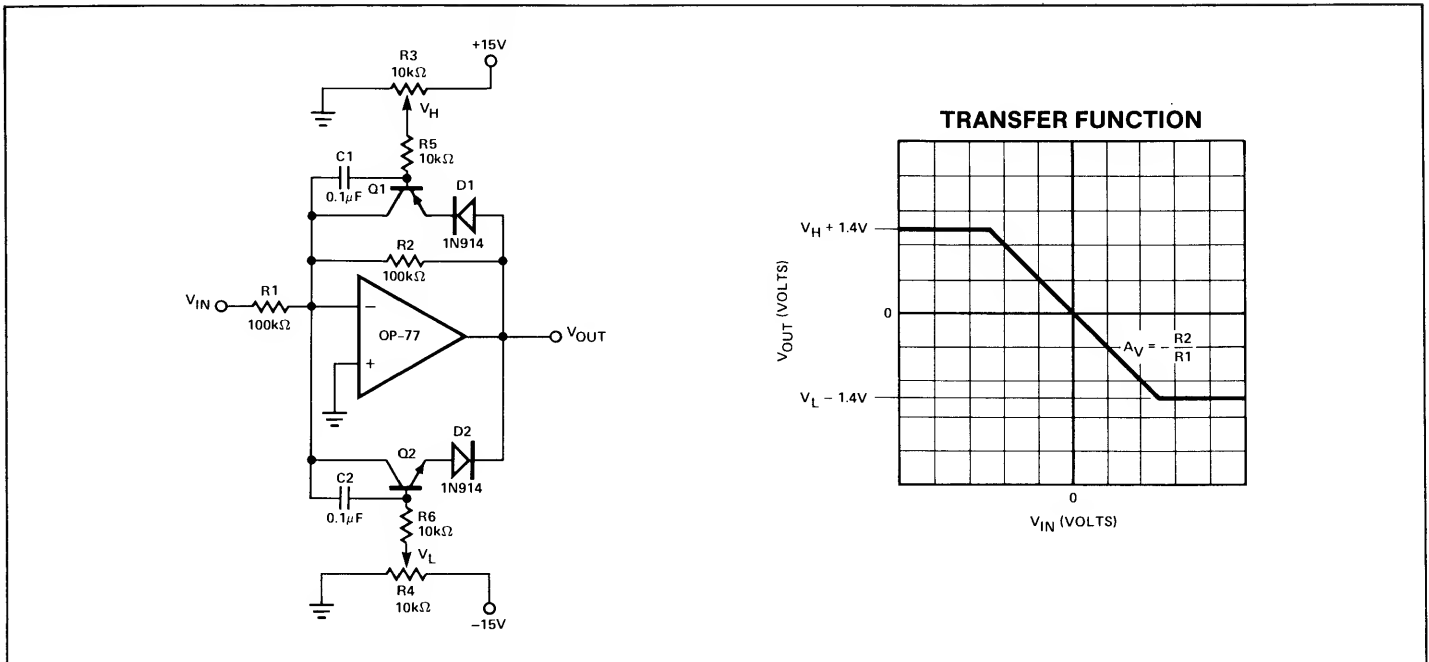 +15V
R3
10kΩ
V_H
R5
10kΩ
C1
0.1μF
Q1
D1
1N914
R2
100kΩ
V_IN
R1
100kΩ
−
OP-77
+
V_OUT
D2
1N914
Q2
C2
0.1μF
R6
10kΩ
V_L
R4
10kΩ
−15V
TRANSFER FUNCTION
V_H + 1.4V
V_OUT (VOLTS)
0
A_V = − R2/R1
V_L − 1.4V
0
V_IN (VOLTS)